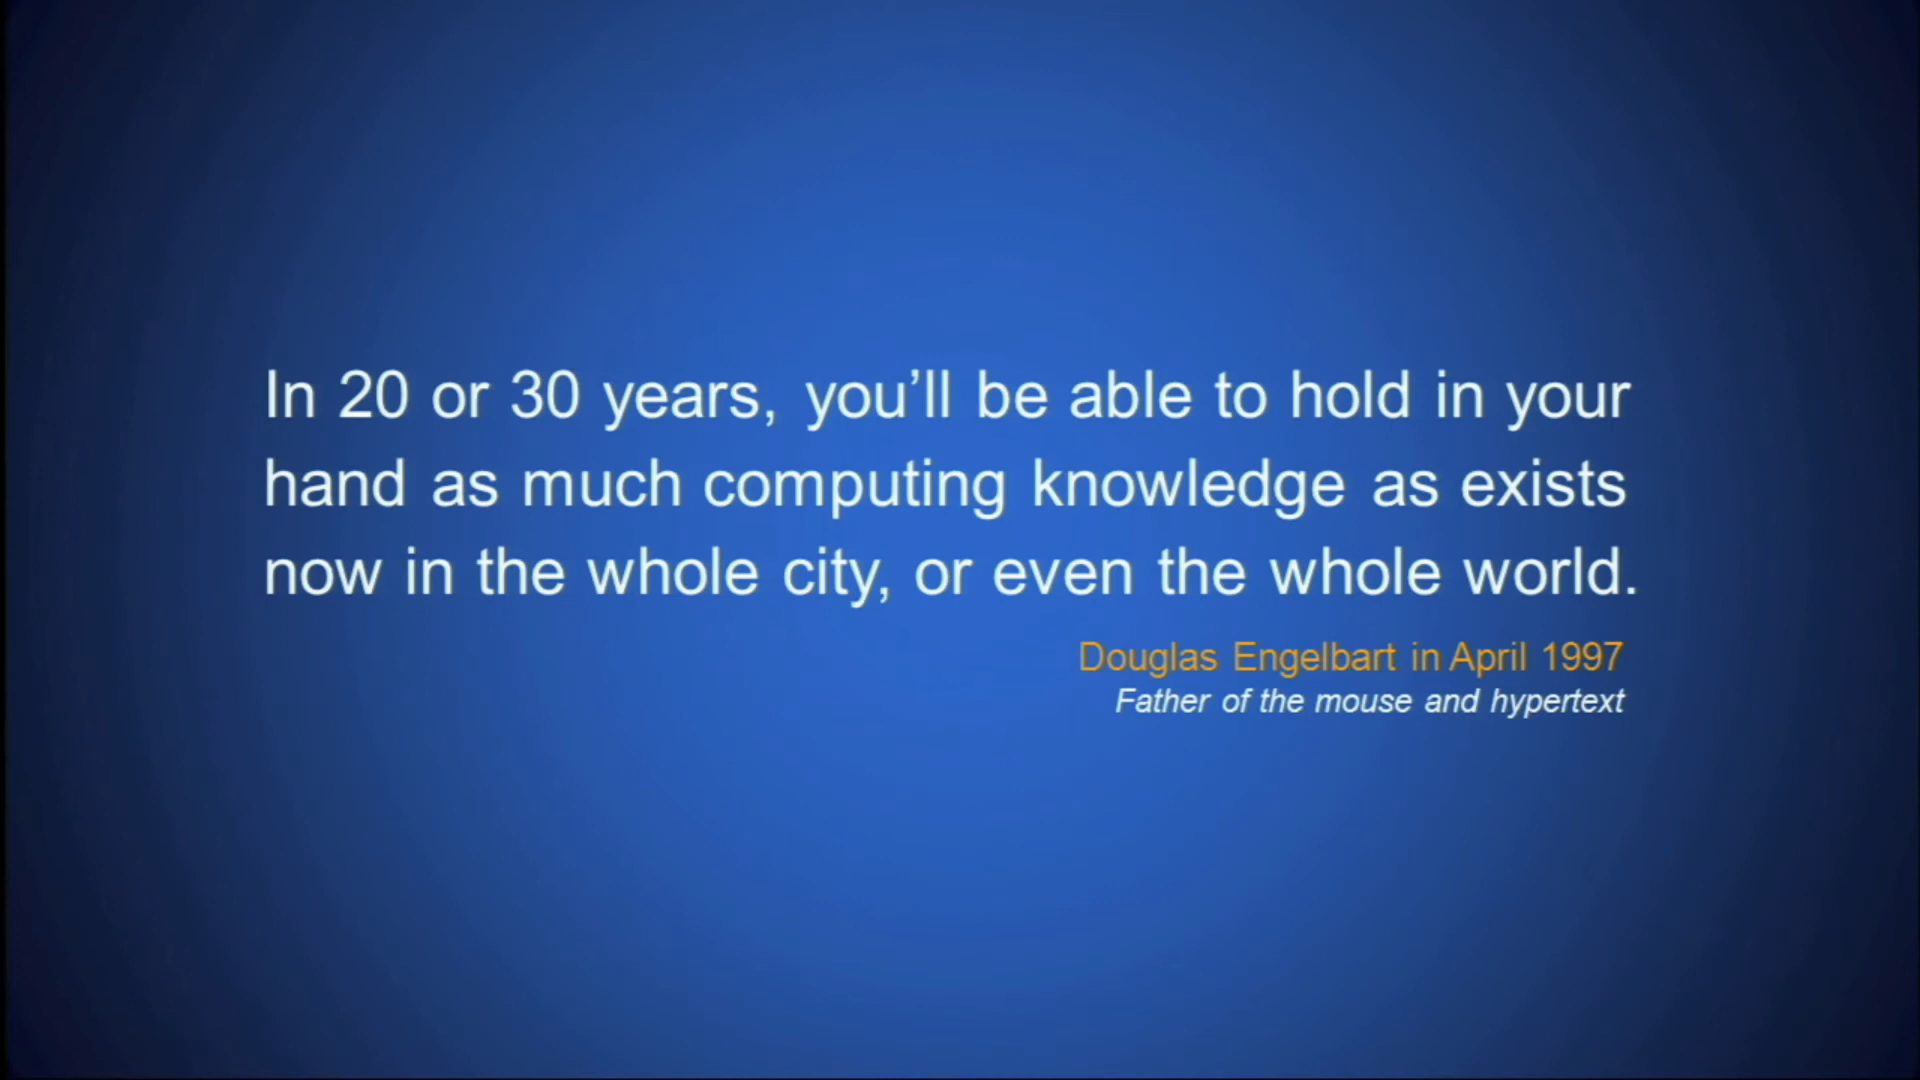 In 20 or 30 years, you’ll be able to hold in your
hand as much computing knowledge as exists
now in the whole city, or even the whole world.
Douglas Engelbart in April 1997
Father of the mouse and hypertext